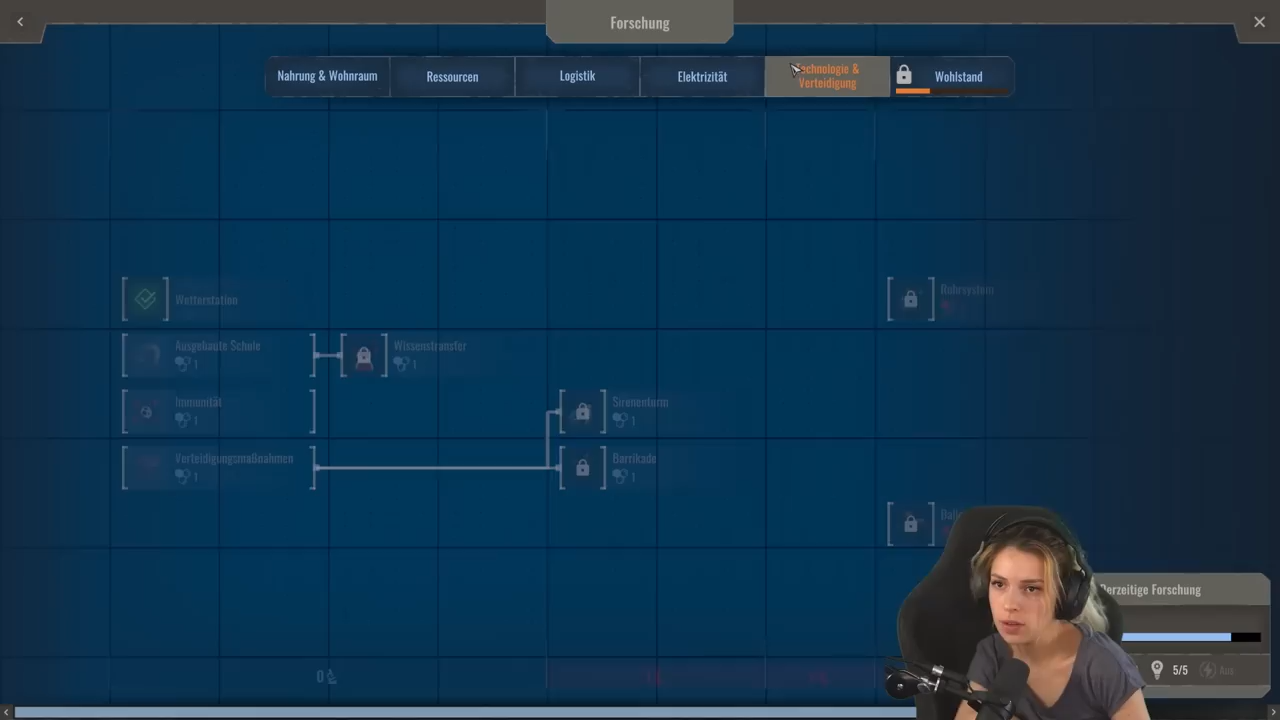 Forschung
Nahrung & Wohnraum
Ressourcen
Logistik
Elektrizität
Technologie &
Verteidigung
Wohlstand
Wetterstation
Rohrsystem
Ausgebaute Schule
1
Wissenstransfer
1
Immunität
1
Sirenenturm
1
Verteidigungsmaßnahmen
1
Barrikade
1
Derzeitige Forschung
5/5
Aus
0